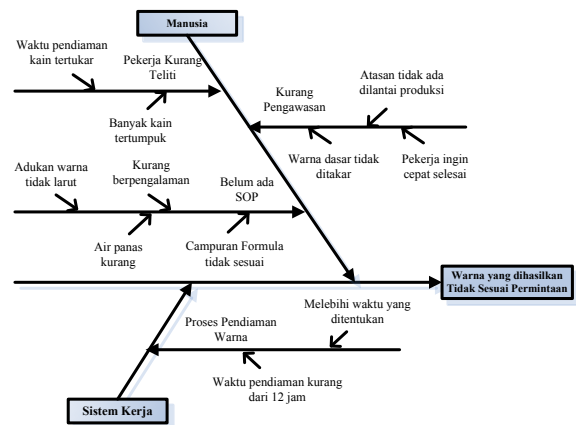 Manusia
Waktu pendiaman
kain tertukar
Pekerja Kurang
Teliti
Banyak kain
tertumpuk
Kurang
Pengawasan
Atasan tidak ada
dilantai produksi
Warna dasar tidak
ditakar
Pekerja ingin
cepat selesai
Adukan warna
tidak larut
Kurang
berpengalaman
Belum ada
SOP
Air panas
kurang
Campuran Formula
tidak sesuai
Warna yang dihasilkan
Tidak Sesuai Permintaan
Proses Pendiaman
Warna
Melebihi waktu yang
ditentukan
Waktu pendiaman kurang
dari 12 jam
Sistem Kerja